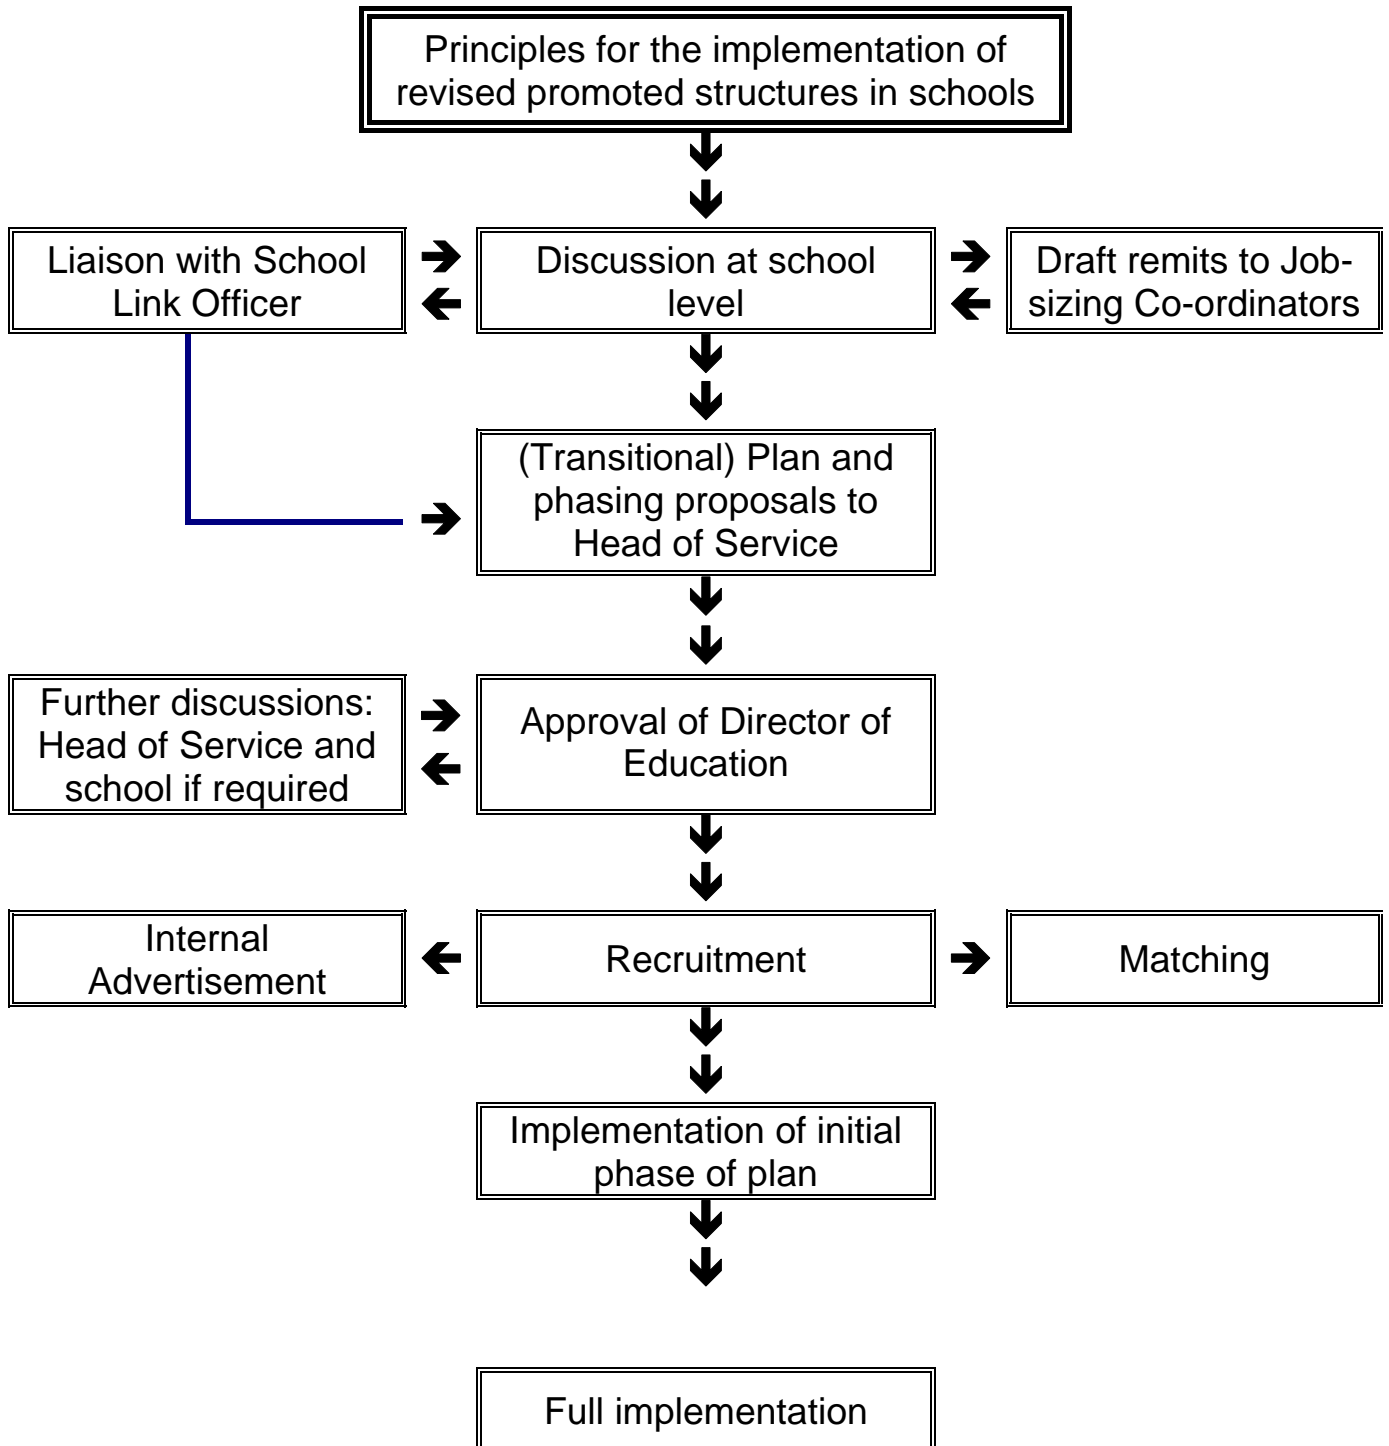 Principles for the implementation of
revised promoted structures in schools
Liaison with School
Link Officer
Discussion at school
level
Draft remits to Job-
sizing Co-ordinators
(Transitional) Plan and
phasing proposals to
Head of Service
Further discussions:
Head of Service and
school if required
Approval of Director of
Education
Internal
Advertisement
Recruitment
Matching
Implementation of initial
phase of plan
Full implementation